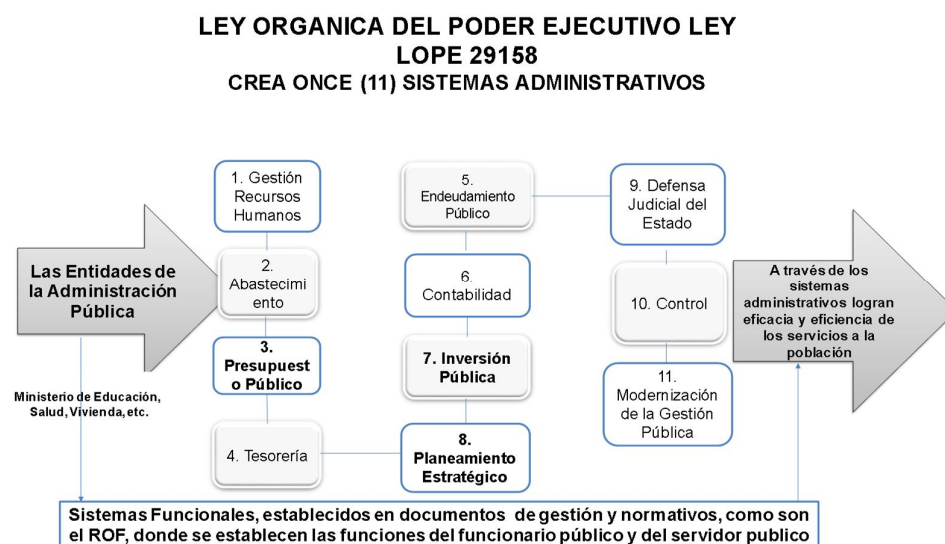 LEY ORGANICA DEL PODER EJECUTIVO LEY
LOPE 29158
CREA ONCE (11) SISTEMAS ADMINISTRATIVOS
Las Entidades de
la Administración
Pública
Ministerio de Educación,
Salud, Vivienda, etc.
1. Gestión
Recursos
Humanos
2.
Abastecimi
ento
3.
Presupuest
o Público
4. Tesorería
5.
Endeudamiento
Público
6.
Contabilidad
7. Inversión
Pública
8.
Planeamiento
Estratégico
9. Defensa
Judicial del
Estado
10. Control
11.
Modernización
de la Gestión
Pública
A través de los
sistemas
administrativos logran
eficacia y eficiencia de
los servicios a la
población
Sistemas Funcionales, establecidos en documentos de gestión y normativos, como son
el ROF, donde se establecen las funciones del funcionario público y del servidor publico